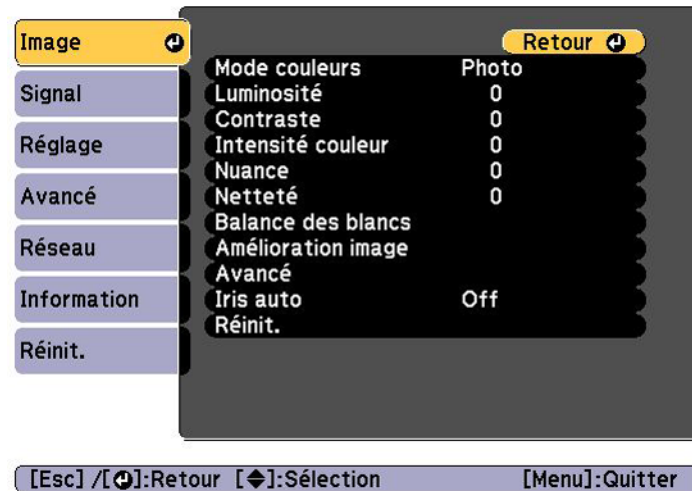 Image
Signal
Réglage
Avancé
Réseau
Information
Réinit.
Retour
Mode couleurs Photo
Luminosité 0
Contraste 0
Intensité couleur 0
Nuance 0
Netteté 0
Balance des blancs
Amélioration image
Avancé
Iris auto Off
Réinit.
[Esc] /[⏎]:Retour [◆]:Sélection [Menu]:Quitter